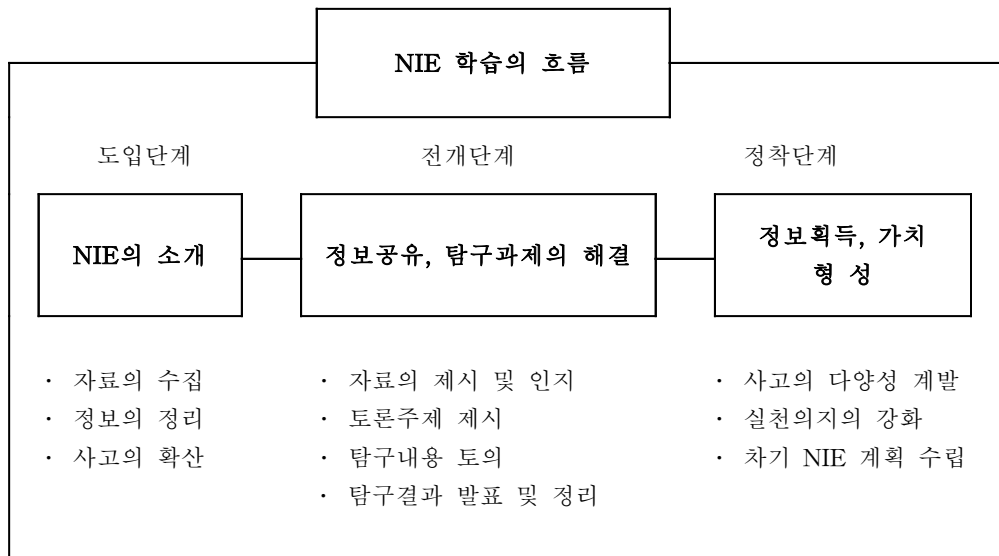 NIE 학습의 흐름
도입단계
전개단계
정착단계
NIE의 소개
정보공유, 탐구과제의 해결
정보획득, 가치
형 성
· 자료의 수집
· 정보의 정리
· 사고의 확산
· 자료의 제시 및 인지
· 토론주제 제시
· 탐구내용 토의
· 탐구결과 발표 및 정리
· 사고의 다양성 계발
· 실천의지의 강화
· 차기 NIE 계획 수립